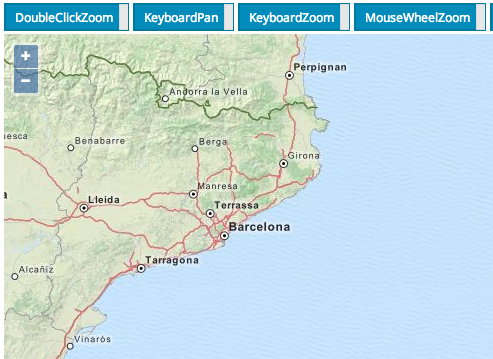 DoubleClickZoom KeyboardPan KeyboardZoom MouseWheelZoom
+
−
Perpignan
Andorra la Vella
uesca
Benabarre
Berga
Girona
Manresa
Lleida
Terrassa
Barcelona
Tarragona
Alcañiz
Vinaròs